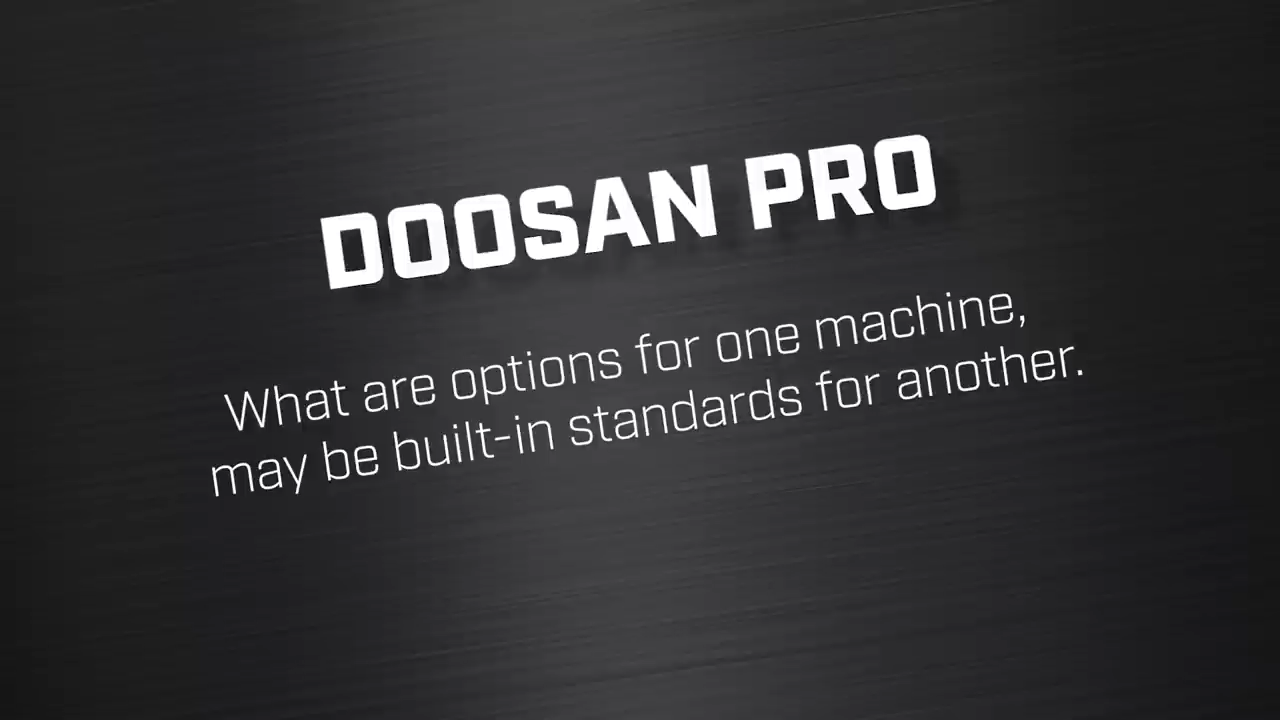 DOOSAN PRO
What are options for one machine,
may be built-in standards for another.